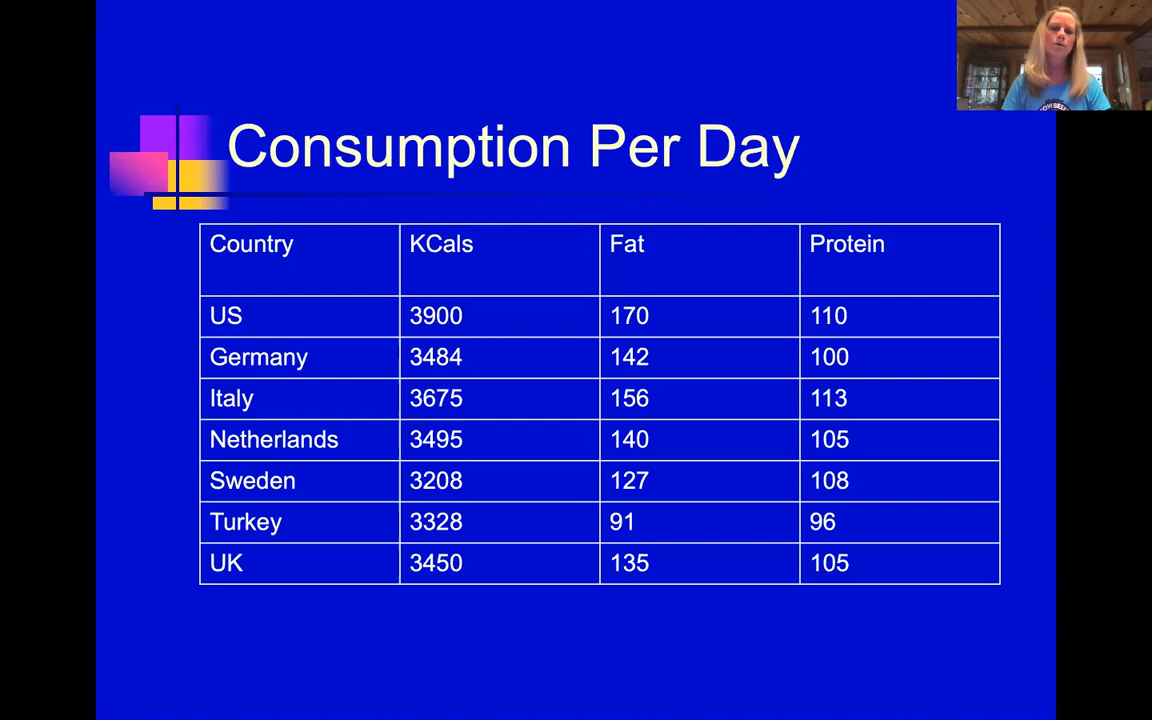 Consumption Per Day
Country KCals Fat Protein
US 3900 170 110
Germany 3484 142 100
Italy 3675 156 113
Netherlands 3495 140 105
Sweden 3208 127 108
Turkey 3328 91 96
UK 3450 135 105